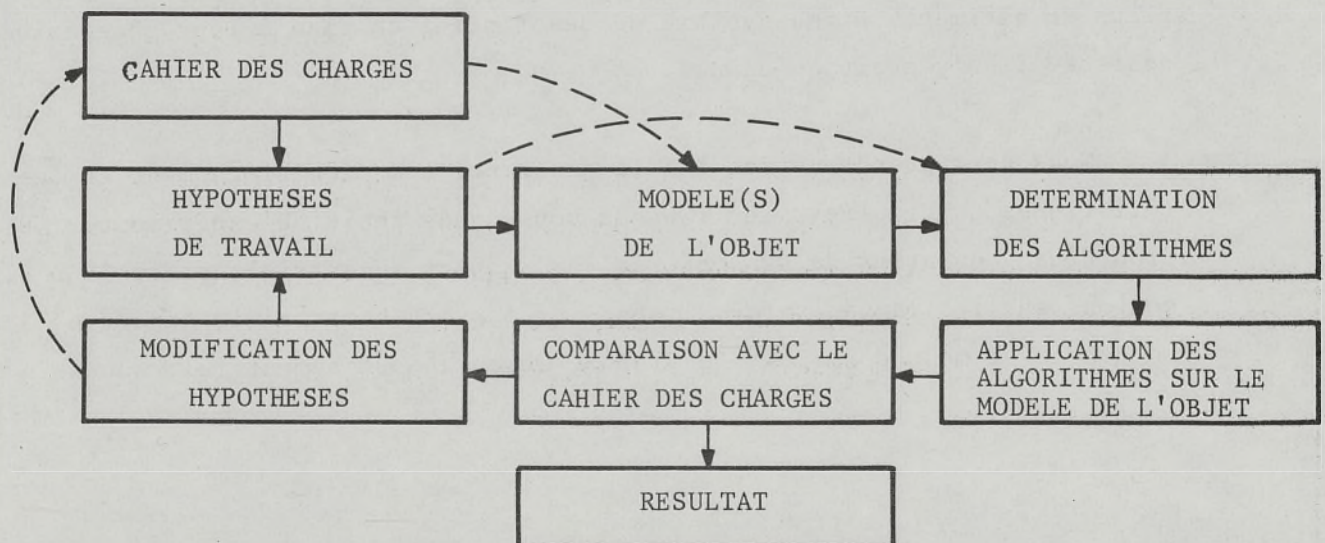 CAHIER DES CHARGES
HYPOTHESES
DE TRAVAIL
MODELE(S)
DE L'OBJET
DETERMINATION
DES ALGORITHMES
MODIFICATION DES
HYPOTHESES
COMPARAISON AVEC LE
CAHIER DES CHARGES
APPLICATION DES
ALGORITHMES SUR LE
MODELE DE L'OBJET
RESULTAT